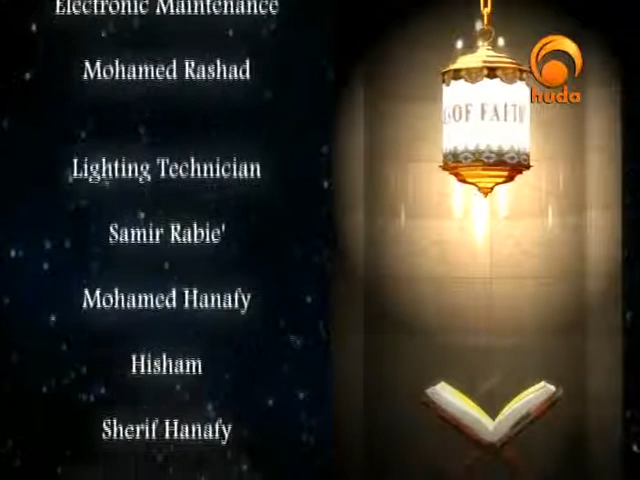 Electronic Maintenance
Mohamed Rashad
Lighting Technician
Samir Rabie'
Mohamed Hanafy
Hisham
Sherif Hanafy
OF FAITH
huda